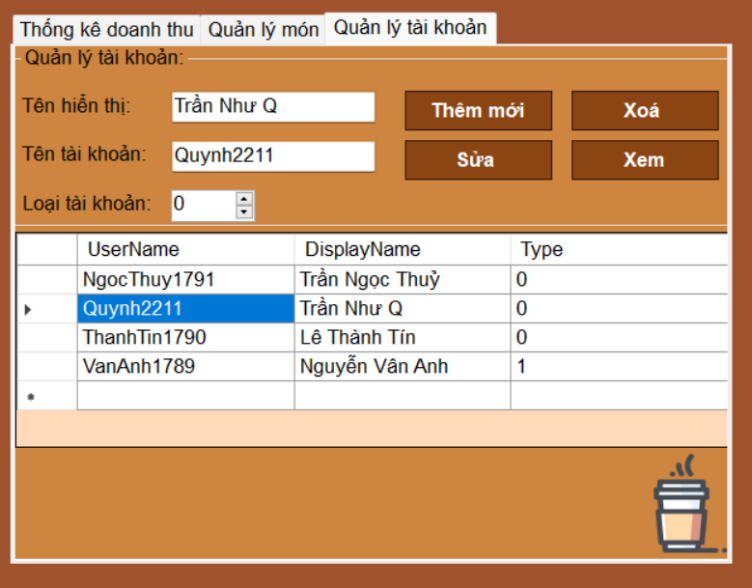 Thống kê doanh thu Quản lý món Quản lý tài khoản
Quản lý tài khoản:
Tên hiển thị: Trần Như Q Thêm mới Xoá
Tên tài khoản: Quynh2211 Sửa Xem
Loại tài khoản: 0
UserName DisplayName Type
NgocThuy1791 Trần Ngọc Thuỷ 0
Quynh2211 Trần Như Q 0
ThanhTin1790 Lê Thành Tín 0
VanAnh1789 Nguyễn Vân Anh 1